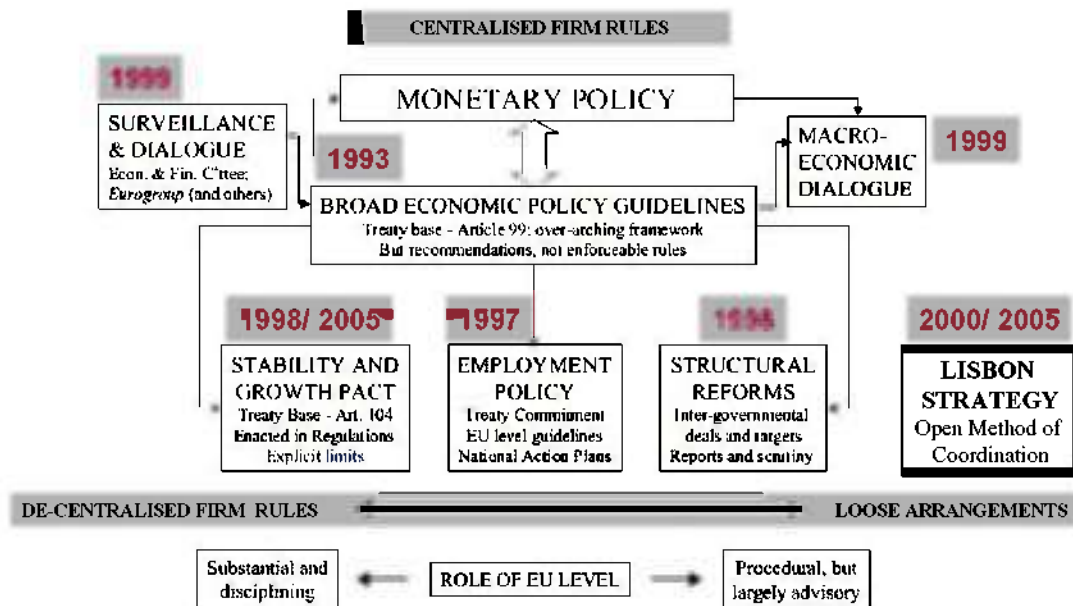 CENTRALISED FIRM RULES
1999
MONETARY POLICY
SURVEILLANCE
& DIALOGUE
Econ. & Fin. C'ttee;
Eurogroup (and others)
1993
MACRO-
ECONOMIC
DIALOGUE
1999
BROAD ECONOMIC POLICY GUIDELINES
Treaty base - Article 99: over-arching framework
But recommendations, not enforceable rules
1998/ 2005
STABILITY AND
GROWTH PACT
Treaty Base - Art. 104
Enacted in Regulations
Explicit limits
1997
EMPLOYMENT
POLICY
Treaty Commitment
EU level guidelines
National Action Plans
STRUCTURAL
REFORMS
Inter-governmental
deals and targets
Reports and scrutiny
2000/ 2005
LISBON
STRATEGY
Open Method of
Coordination
DE-CENTRALISED FIRM RULES
LOOSE ARRANGEMENTS
Substantial and
disciplining
ROLE OF EU LEVEL
Procedural, but
largely advisory